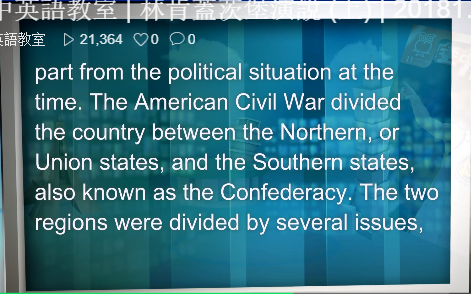 中英語教室 | 林肯蓋茨堡演說 (上) | 20181
英語教室 ▷ 21,364 ♡ 0 💬 0
part from the political situation at the
time. The American Civil War divided
the country between the Northern, or
Union states, and the Southern states,
also known as the Confederacy. The two
regions were divided by several issues,